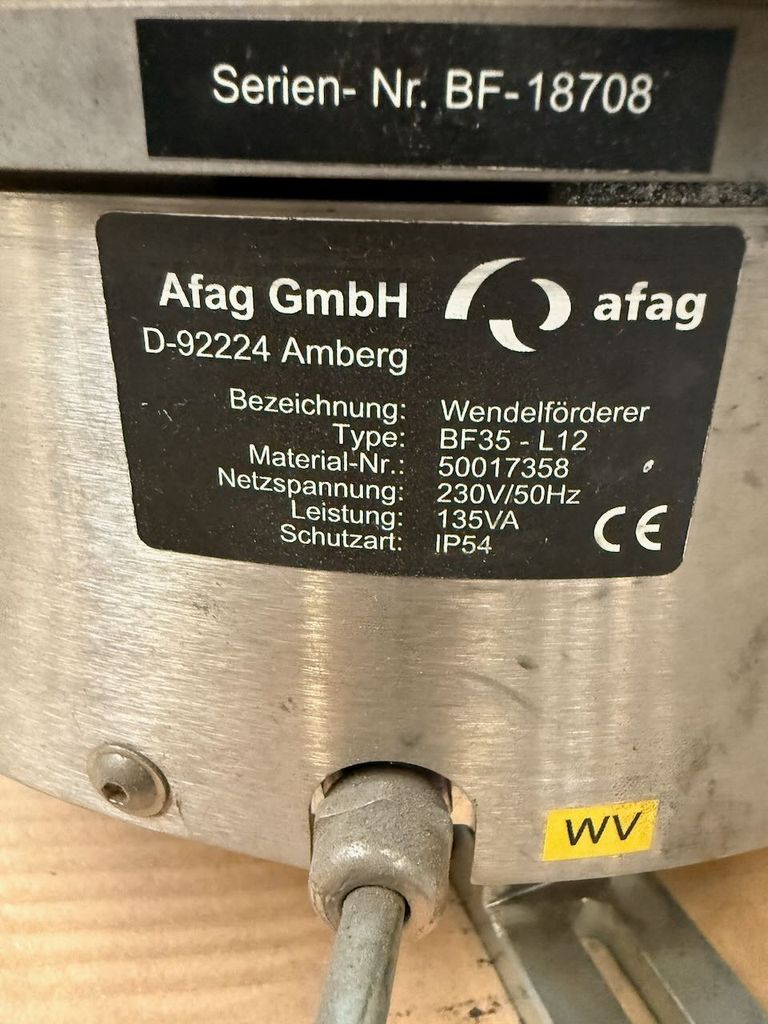 Serien- Nr. BF-18708
Afag GmbH
afag
D-92224 Amberg
Bezeichnung: Wendelförderer
Type: BF35 - L12
Material-Nr.: 50017358
Netzspannung: 230V/50Hz
Leistung: 135VA
Schutzart: IP54
CE
WV